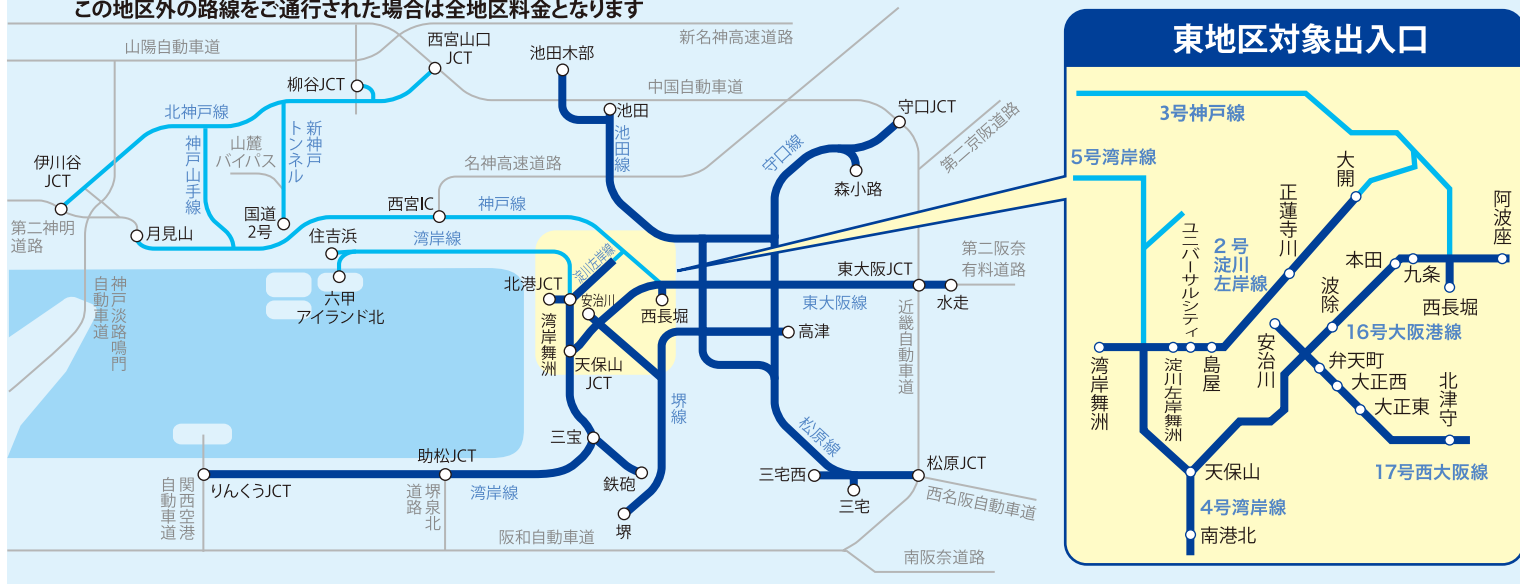 この地区外の路線をご通行された場合は全地区料金となります
山陽自動車道
西宮山口
JCT
新名神高速道路
池田木部
柳谷JCT
中国自動車道
北神戸線
池田
守口JCT
新神戸
トンネル
山麓
バイパス
神戸山手線
池田線
守口線
第二京阪道路
伊川谷
JCT
名神高速道路
森小路
第二神明
道路
月見山
国道
2号
西宮IC
神戸線
住吉浜
湾岸線
淀川左岸線
第二阪奈
有料道路
東大阪JCT
北港JCT
安治川
神戸淡路鳴門
自動車道
六甲
アイランド北
西長堀
東大阪線
水走
湾岸舞洲
高津
近畿自動車道
天保山
JCT
堺線
松原線
三宝
助松JCT
りんくうJCT
湾岸線
鉄砲
三宅西
松原JCT
三宅
関西空港
自動車道
堺泉北
道路
堺
西名阪自動車道
阪和自動車道
南阪奈道路
東地区対象出入口
3号神戸線
5号湾岸線
大開
正蓮寺川
阿波座
ユニバーサルシティ
2号
淀川
左岸線
本田
九条
波除
西長堀
16号大阪港線
安治川
湾岸舞洲
淀川左岸舞洲
島屋
弁天町
大正西
大正東
北津守
天保山
17号西大阪線
4号湾岸線
南港北